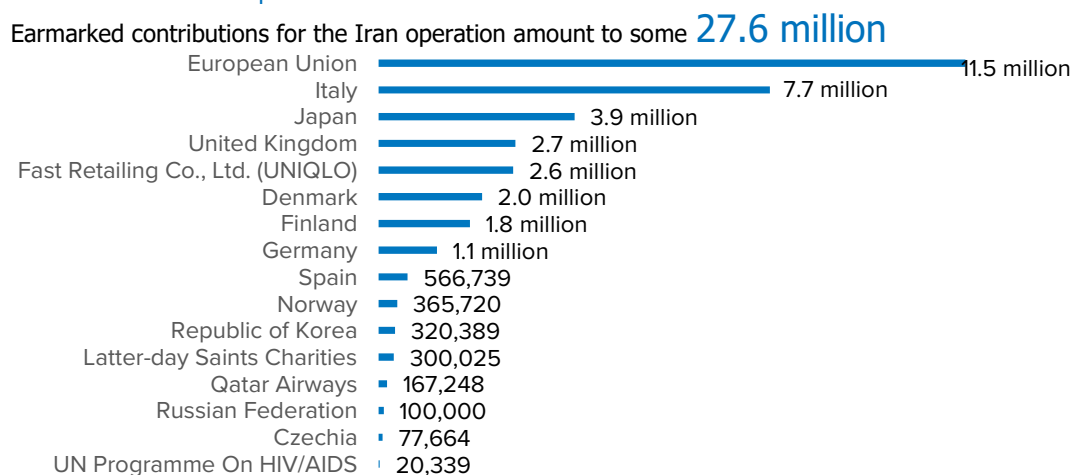 Earmarked contributions for the Iran operation amount to some 27.6 million
European Union 11.5 million
Italy 7.7 million
Japan 3.9 million
United Kingdom 2.7 million
Fast Retailing Co., Ltd. (UNIQLO) 2.6 million
Denmark 2.0 million
Finland 1.8 million
Germany 1.1 million
Spain 566,739
Norway 365,720
Republic of Korea 320,389
Latter-day Saints Charities 300,025
Qatar Airways 167,248
Russian Federation 100,000
Czechia 77,664
UN Programme On HIV/AIDS 20,339